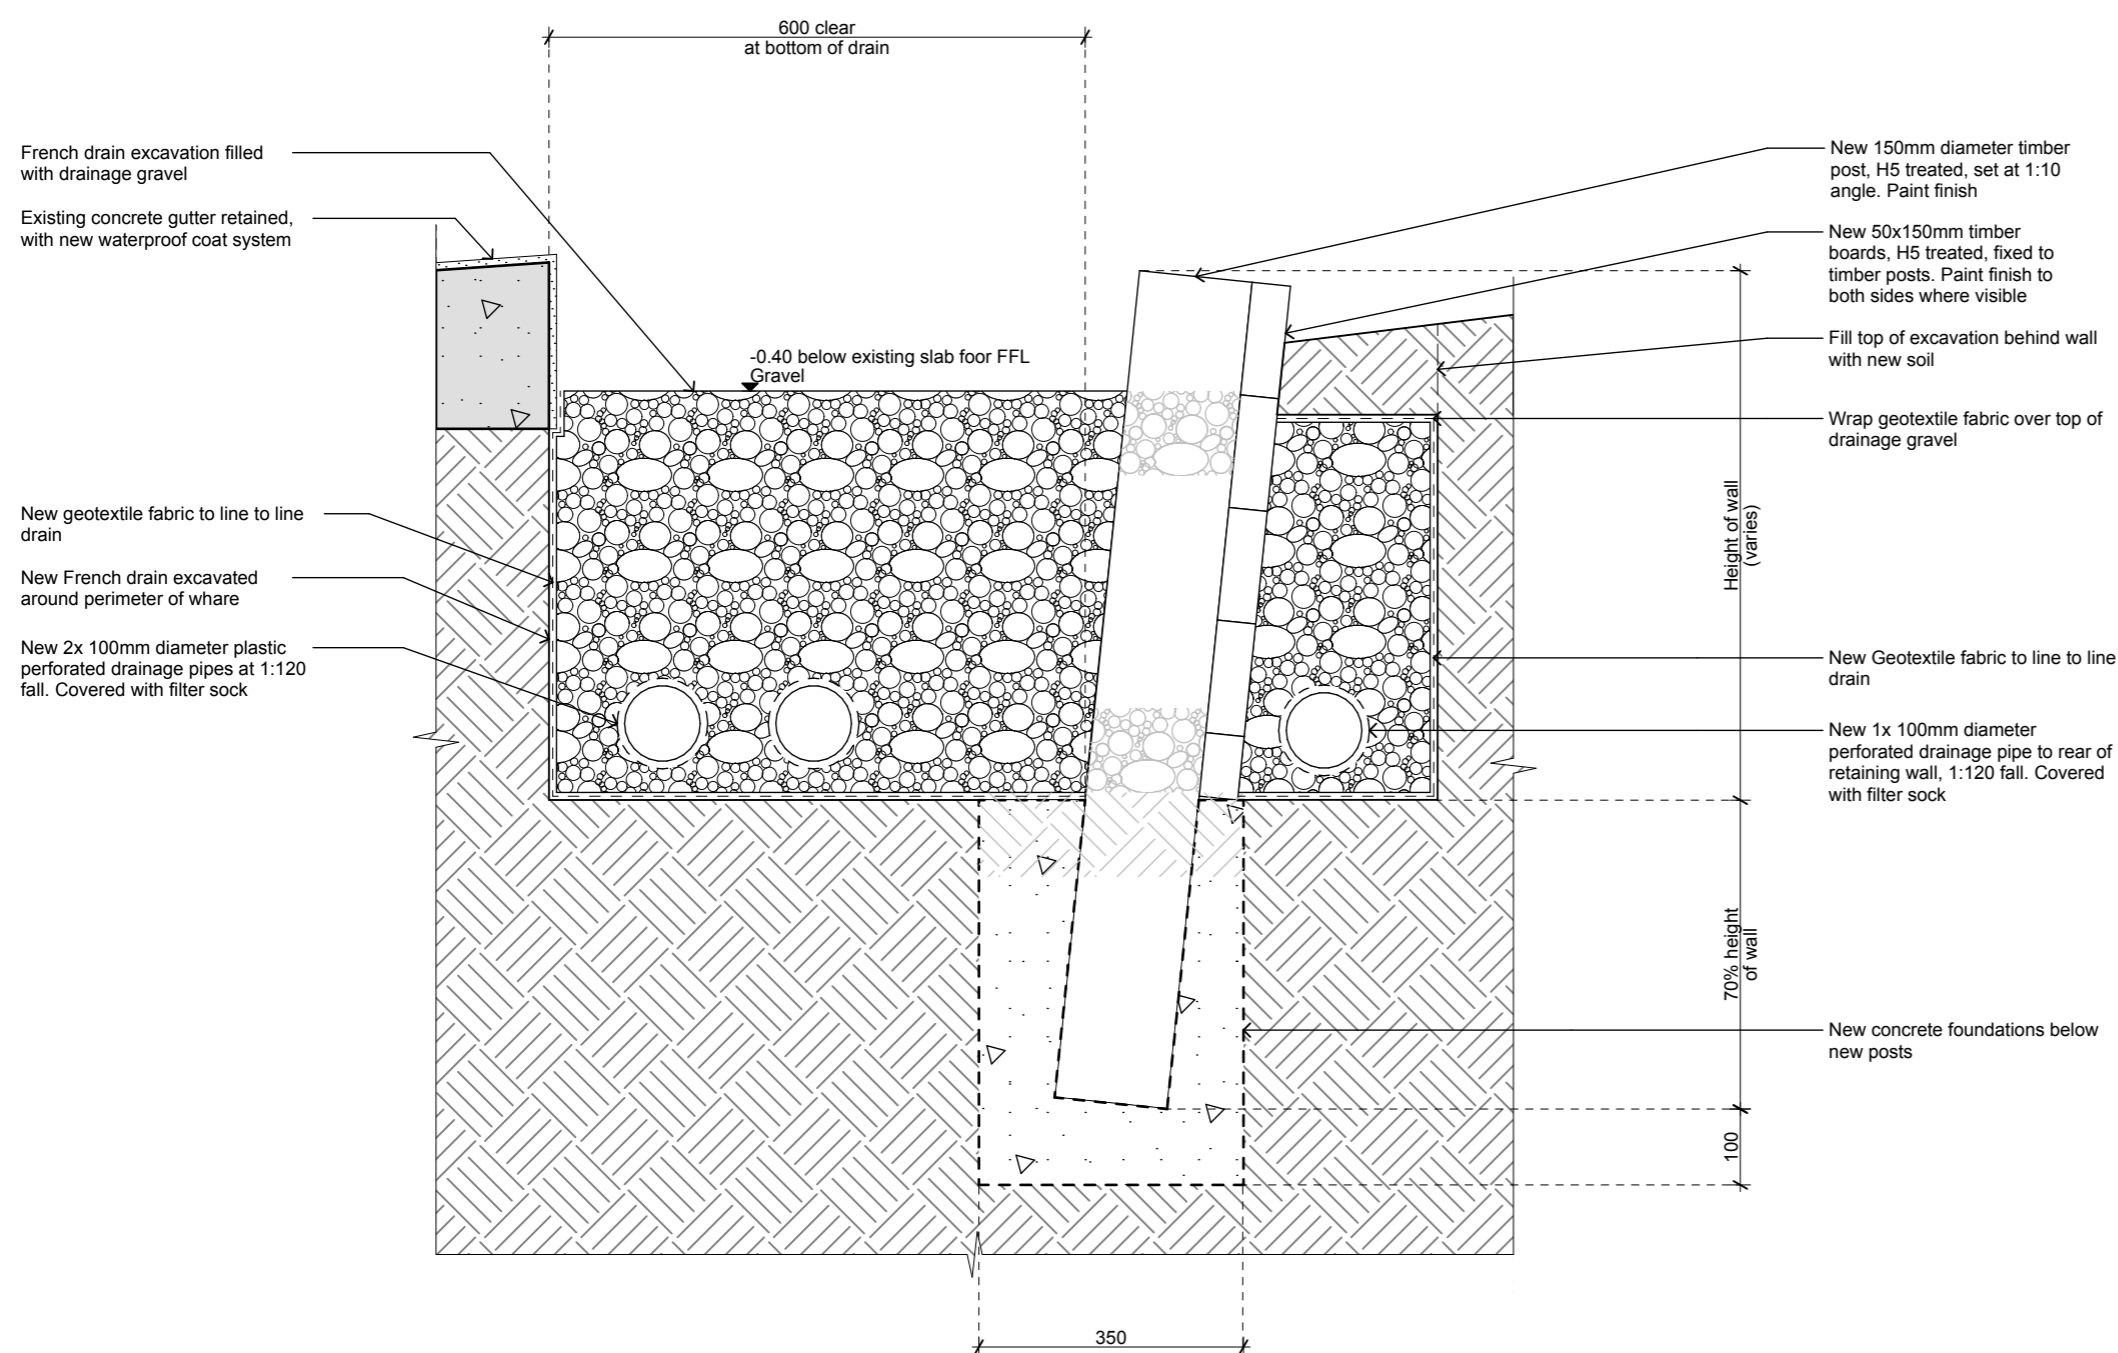 600 clear
at bottom of drain
French drain excavation filled
with drainage gravel
Existing concrete gutter retained,
with new waterproof coat system
New geotextile fabric to line to line
drain
New French drain excavated
around perimeter of whare
New 2x 100mm diameter plastic
perforated drainage pipes at 1:120
fall. Covered with filter sock
-0.40 below existing slab foor FFL
Gravel
New 150mm diameter timber
post, H5 treated, set at 1:10
angle. Paint finish
New 50x150mm timber
boards, H5 treated, fixed to
timber posts. Paint finish to
both sides where visible
Fill top of excavation behind wall
with new soil
Wrap geotextile fabric over top of
drainage gravel
Height of wall
(varies)
New Geotextile fabric to line to line
drain
New 1x 100mm diameter
perforated drainage pipe to rear of
retaining wall, 1:120 fall. Covered
with filter sock
70% height
of wall
New concrete foundations below
new posts
100
350